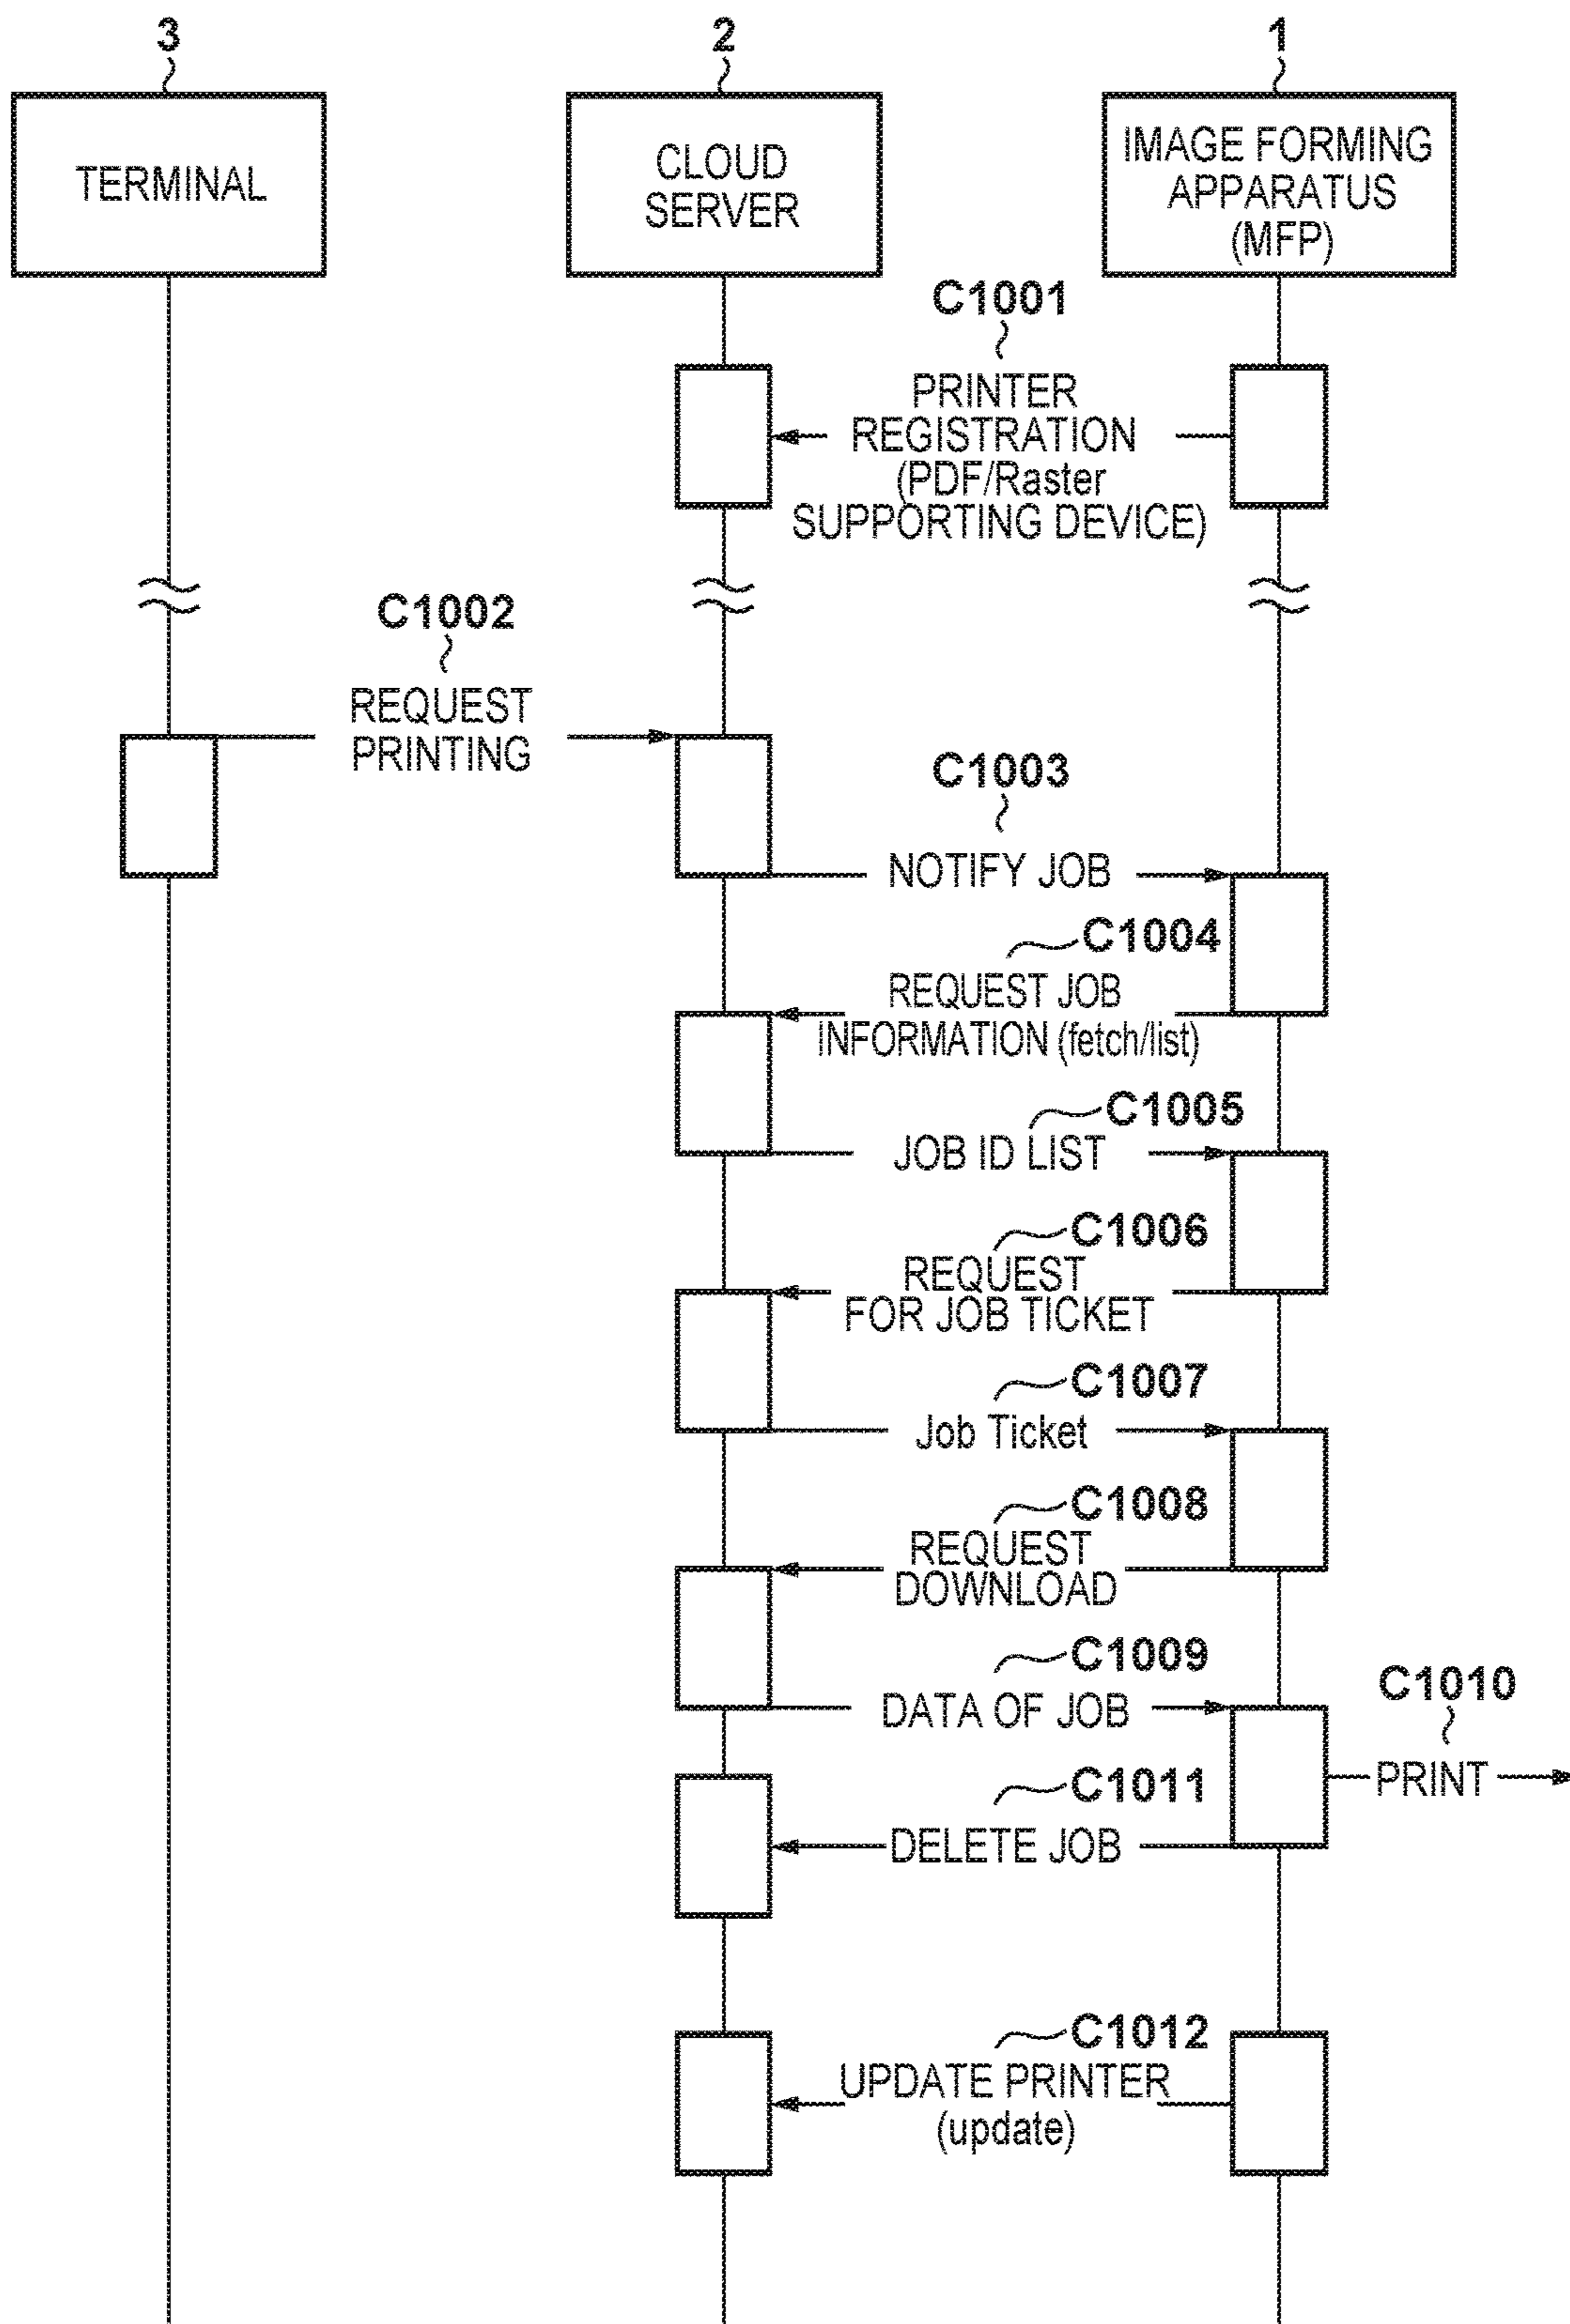 3
2
1
TERMINAL
CLOUD
SERVER
IMAGE FORMING
APPARATUS
(MFP)
C1001
PRINTER
REGISTRATION
(PDF/Raster
SUPPORTING DEVICE)
C1002
REQUEST
PRINTING
C1003
NOTIFY JOB
C1004
REQUEST JOB
INFORMATION (fetch/list)
C1005
JOB ID LIST
C1006
REQUEST
FOR JOB TICKET
C1007
Job Ticket
C1008
REQUEST
DOWNLOAD
C1009
DATA OF JOB
C1010
PRINT
C1011
DELETE JOB
C1012
UPDATE PRINTER
(update)